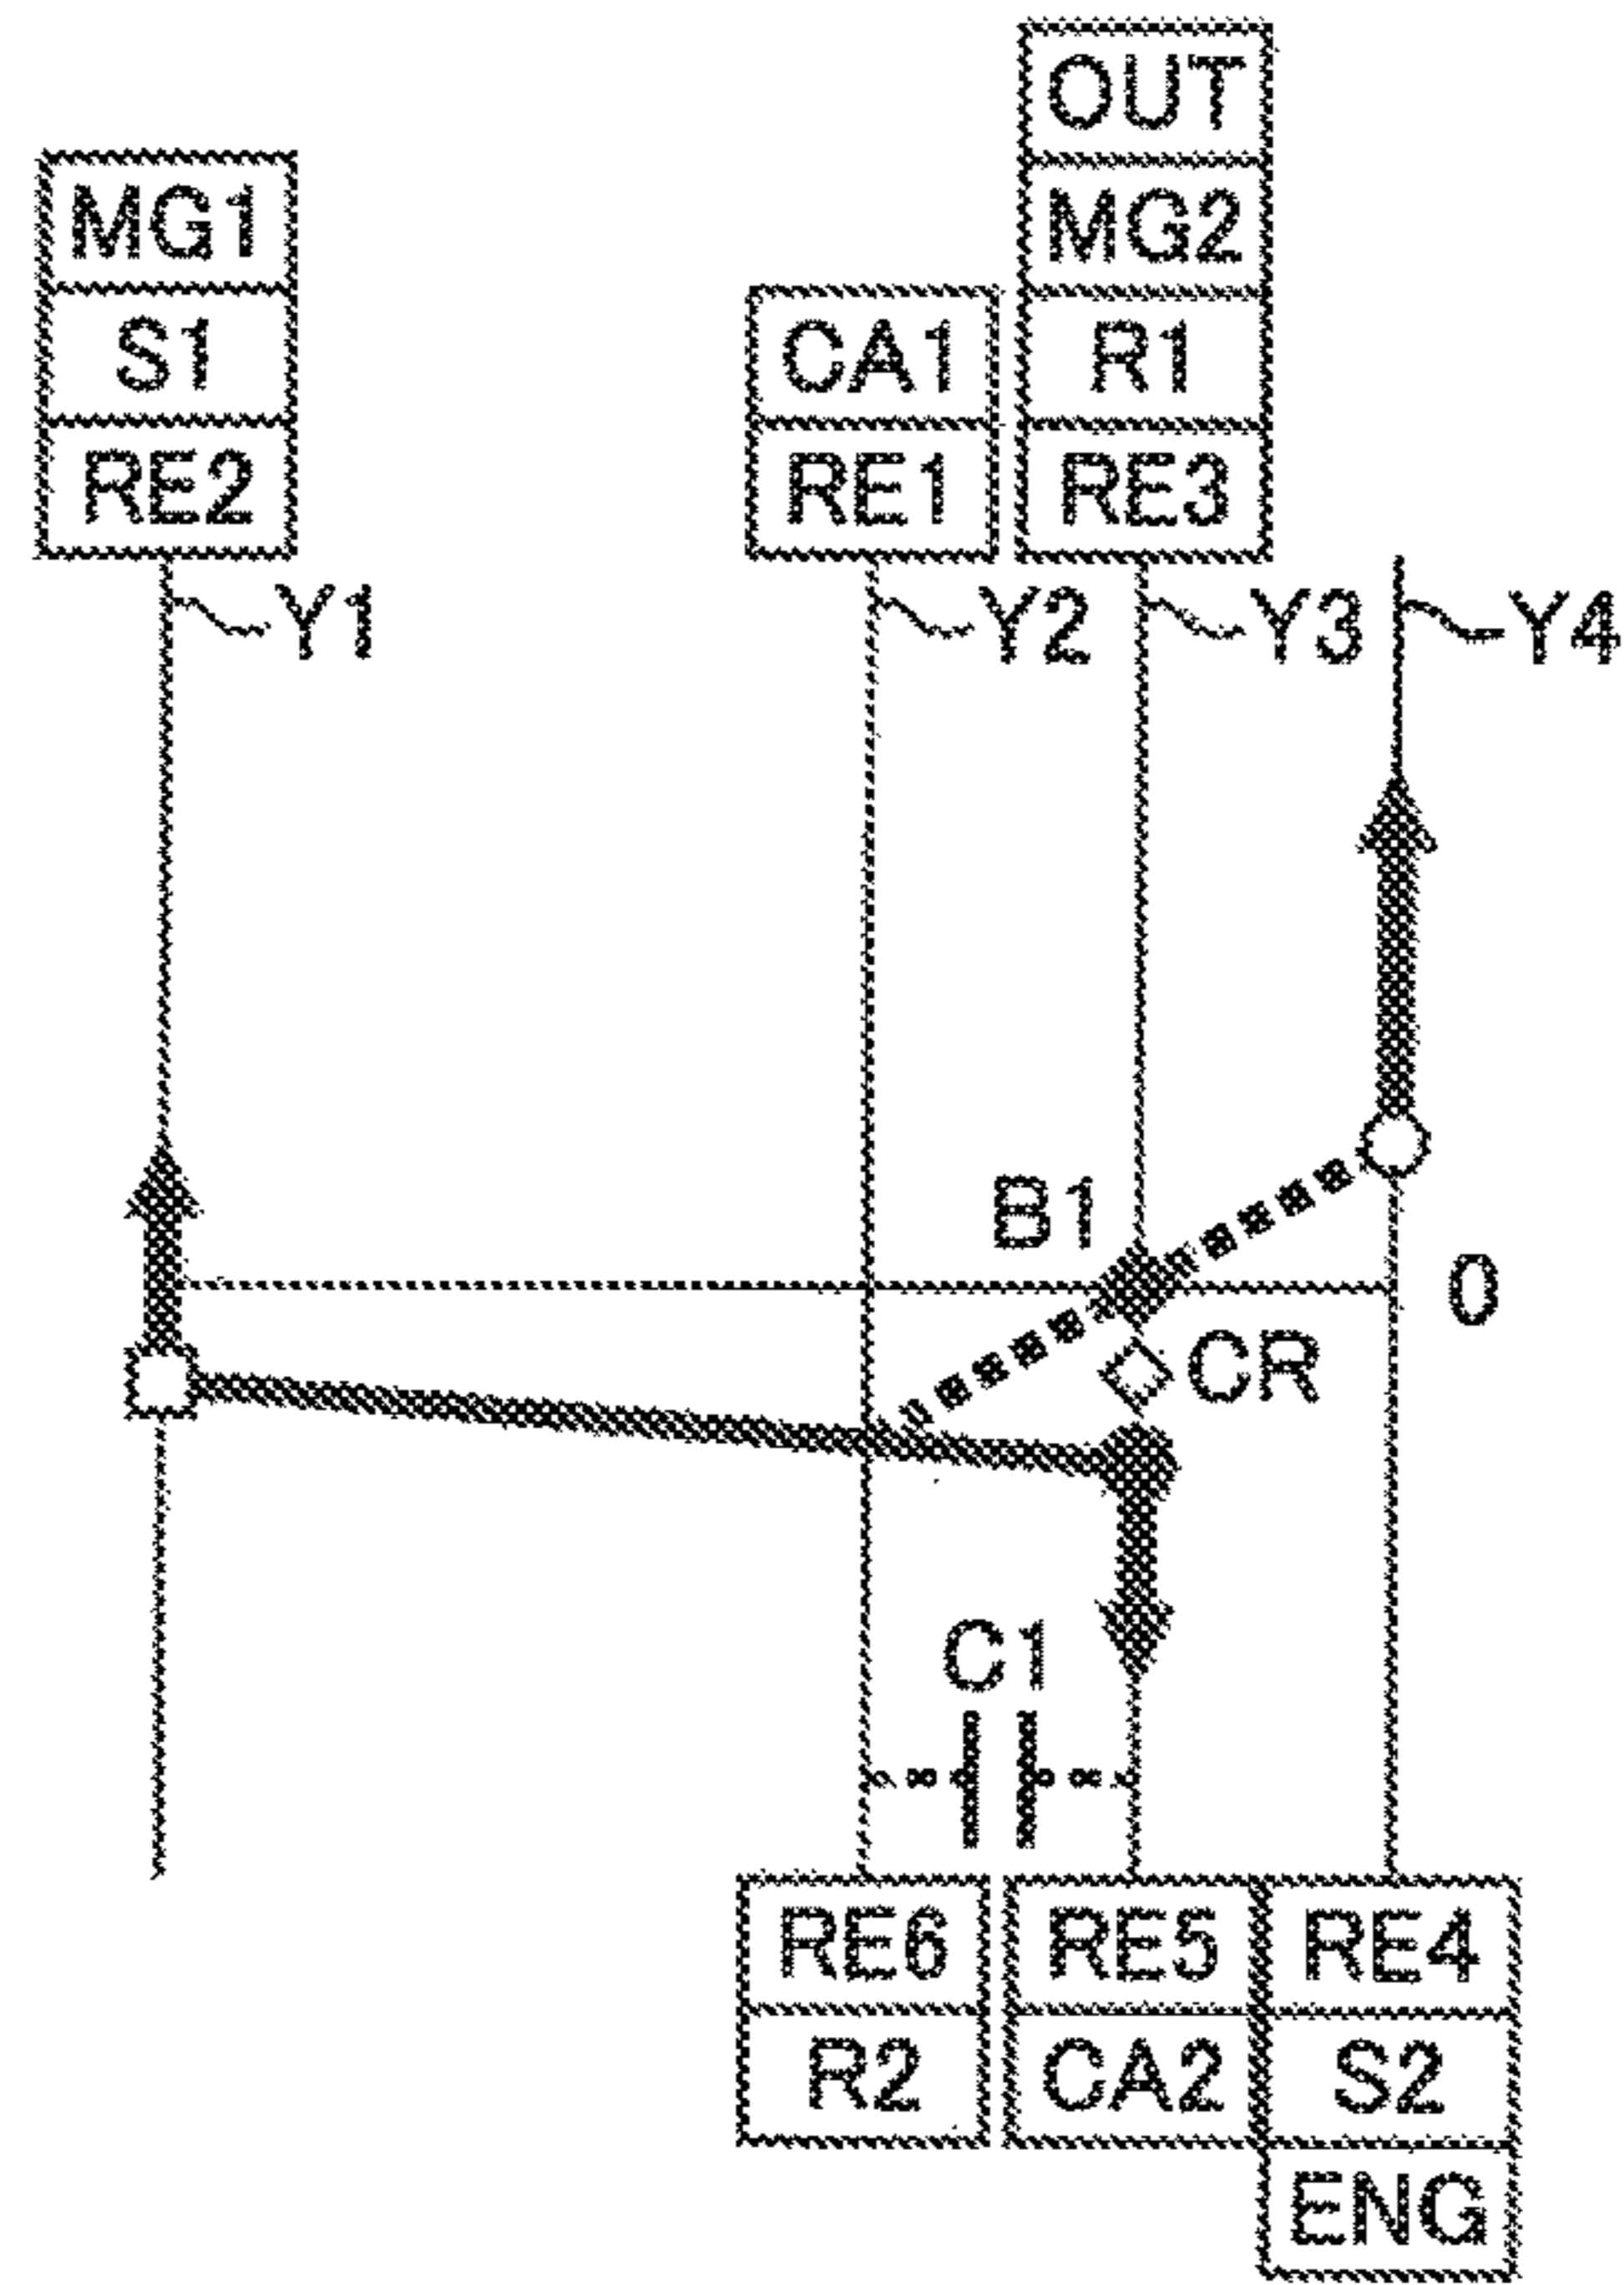 OUT
MG1
MG2
S1
CA1
R1
RE2
RE1
RE3
Y1
Y2
Y3
Y4
B1
0
CR
C1
RE6
RE5
RE4
R2
CA2
S2
ENG